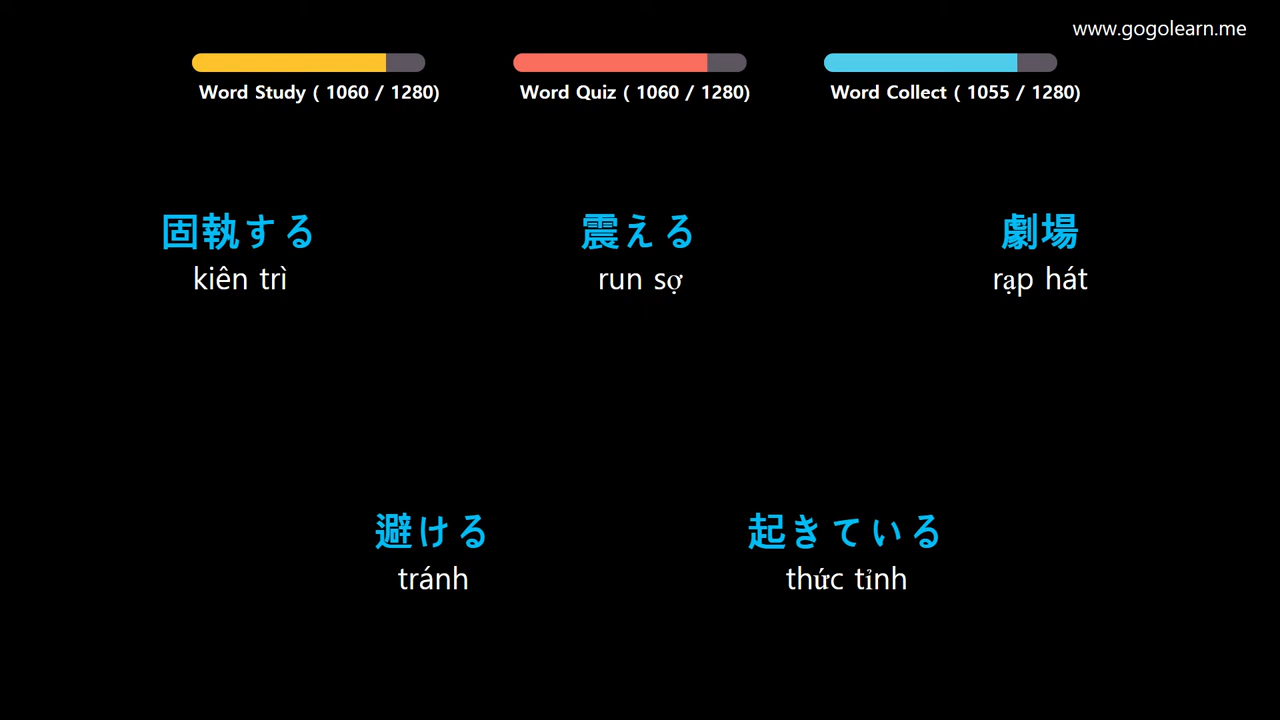 www.gogolearn.me
Word Study ( 1060 / 1280)
Word Quiz ( 1060 / 1280)
Word Collect ( 1055 / 1280)
固執する
kiên trì
震える
run sợ
劇場
rạp hát
避ける
tránh
起きている
thức tỉnh